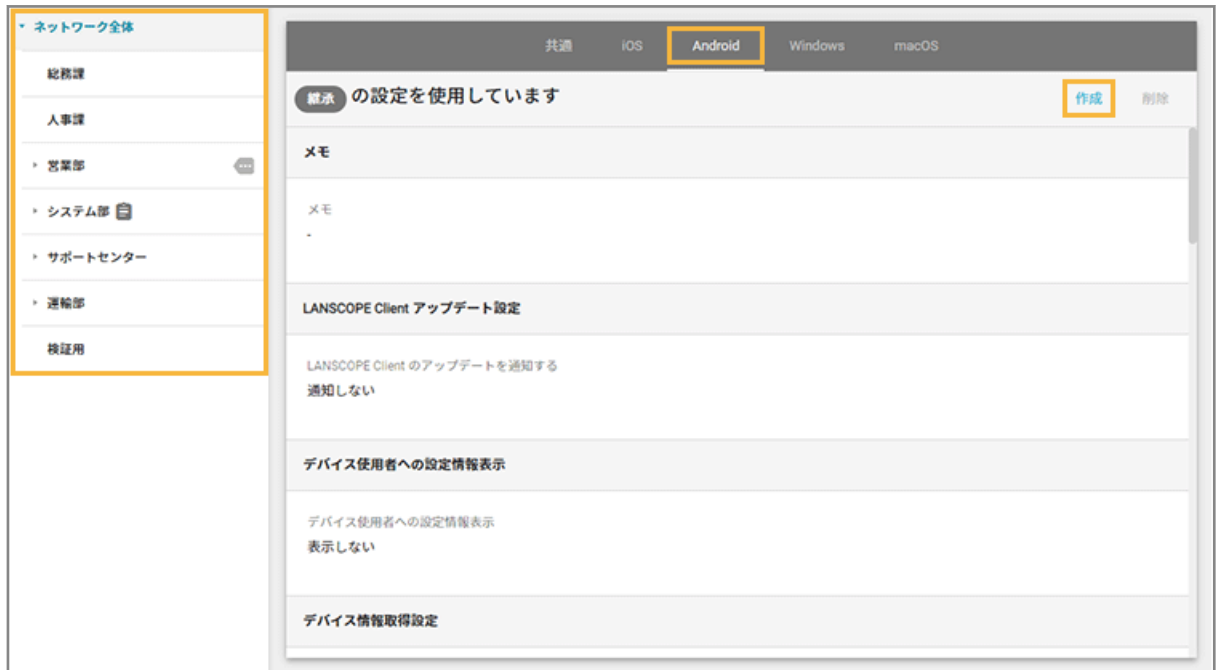 ネットワーク全体
総務課
人事課
営業部
システム部
サポートセンター
運輸部
検証用
共通 iOS Android Windows macOS
継承 の設定を使用しています 作成 削除
メモ
メモ
-
LANSCOPE Client アップデート設定
LANSCOPE Client のアップデートを通知する
通知しない
デバイス使用者への設定情報表示
デバイス使用者への設定情報表示
表示しない
デバイス情報取得設定